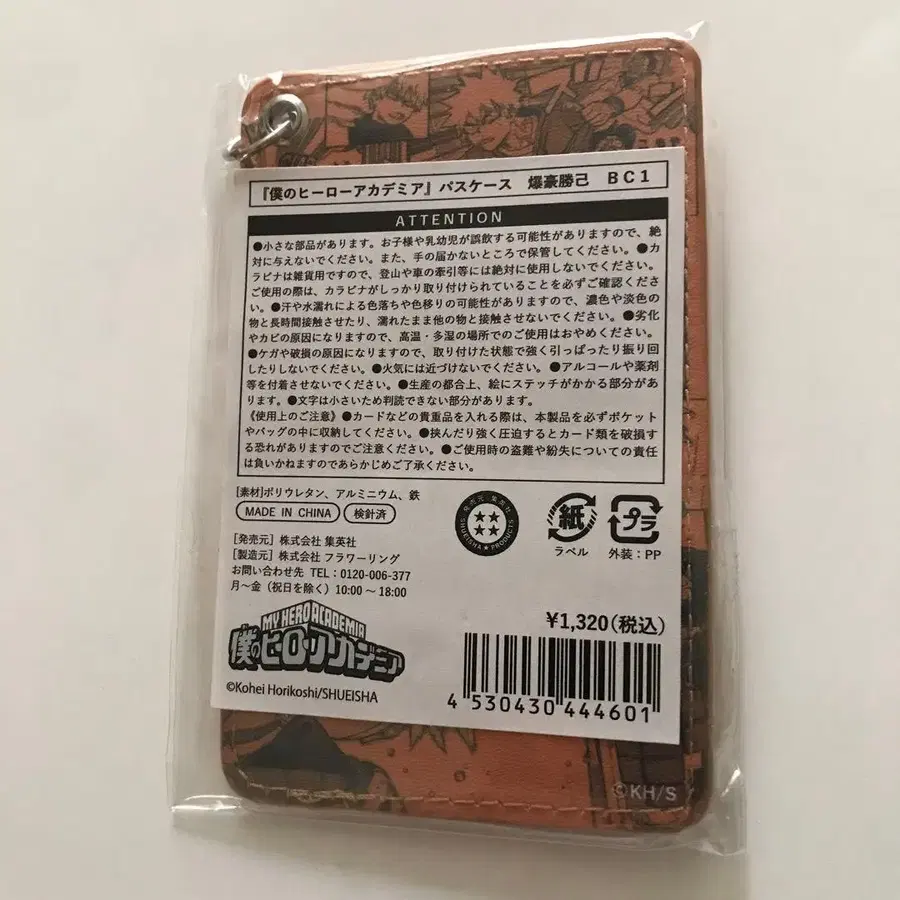 『僕のヒーローアカデミア』パスケース 爆豪勝己 BC1
ATTENTION
●小さな部品があります。お子様や乳幼児が誤飲する可能性がありますので、絶
対に与えないでください。また、手の届かないところで保管してください。●カ
ラビナは雑貨用ですので、登山や車の牽引等には絶対に使用しないでください。
ご使用の際は、カラビナがしっかり取り付けられていることを必ずご確認くださ
い。●汗や水濡れによる色落ちや色移りの可能性がありますので、濃色や淡色の
物と長時間接触させたり、濡れたまま他の物と接触させないでください。●劣化
やカビの原因になりますので、高温・多湿の場所でのご使用はおやめください。
●ケガや破損の原因になりますので、取り付けた状態で強く引っぱったり振り回
したりしないでください。●火気には近づけないでください。●アルコールや薬剤
等を付着させないでください。●生産の都合上、絵にステッチがかかる部分があり
ます。●文字は小さいため判読できない部分があります。
《使用上のご注意》●カードなどの貴重品を入れる際は、本製品を必ずポケット
やバッグの中に収納してください。●挟んだり強く圧迫するとカード類を破損す
る恐れがありますのでご注意ください。●ご使用時の盗難や紛失についての責任
は負いかねますのであらかじめご了承ください。
[素材]ポリウレタン、アルミニウム、鉄
MADE IN CHINA 検針済
[発売元] 株式会社 集英社
[製造元] 株式会社 フラワーリング
お問い合わせ先 TEL：0120-006-377
月～金（祝日を除く）10:00～18:00
発売元 集英社
SHUEISHA PRODUCTS
紙
ラベル
プラ
外装：PP
¥1,320(税込)
MY HERO ACADEMIA
僕のヒーローアカデミア
©Kohei Horikoshi/SHUEISHA
4 530430 444601
©KH/S